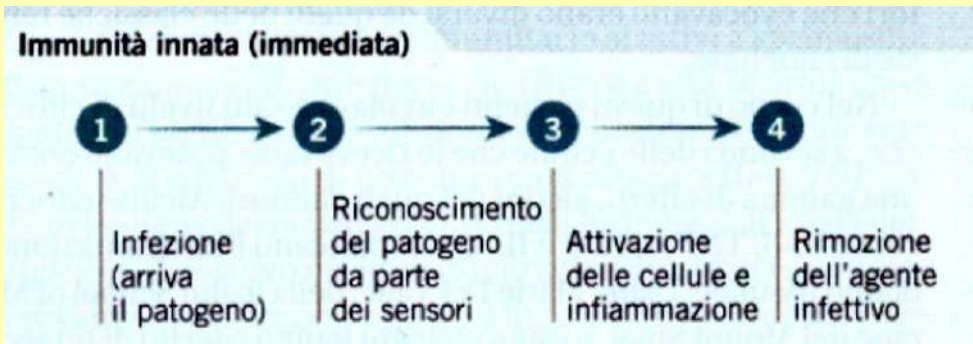 Immunità innata (immediata)
1 2 3 4
Infezione
(arriva
il patogeno)
Riconoscimento
del patogeno
da parte
dei sensori
Attivazione
delle cellule e
infiammazione
Rimozione
dell'agente
infettivo